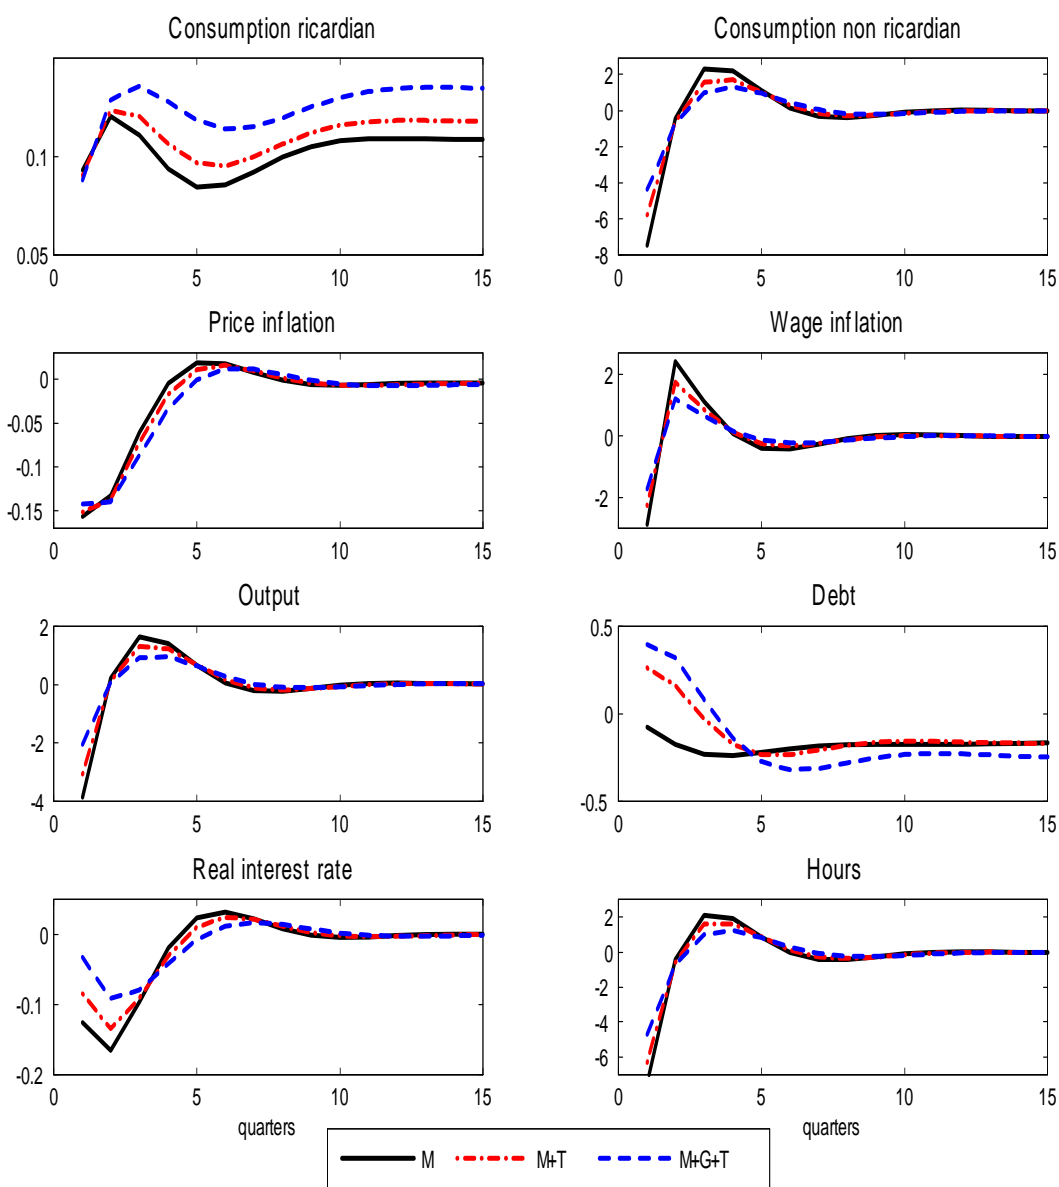 Consumption ricardian
0.1
0.05
0 5 10 15
Consumption non ricardian
2
0
-2
-4
-6
-8
0 5 10 15
Price inflation
0
-0.05
-0.1
-0.15
0 5 10 15
Wage inflation
2
0
-2
0 5 10 15
Output
2
0
-2
-4
0 5 10 15
Debt
0.5
0
-0.5
0 5 10 15
Real interest rate
0
-0.1
-0.2
0 5 10 15
quarters
Hours
2
0
-2
-4
-6
0 5 10 15
quarters
M M+T M+G+T